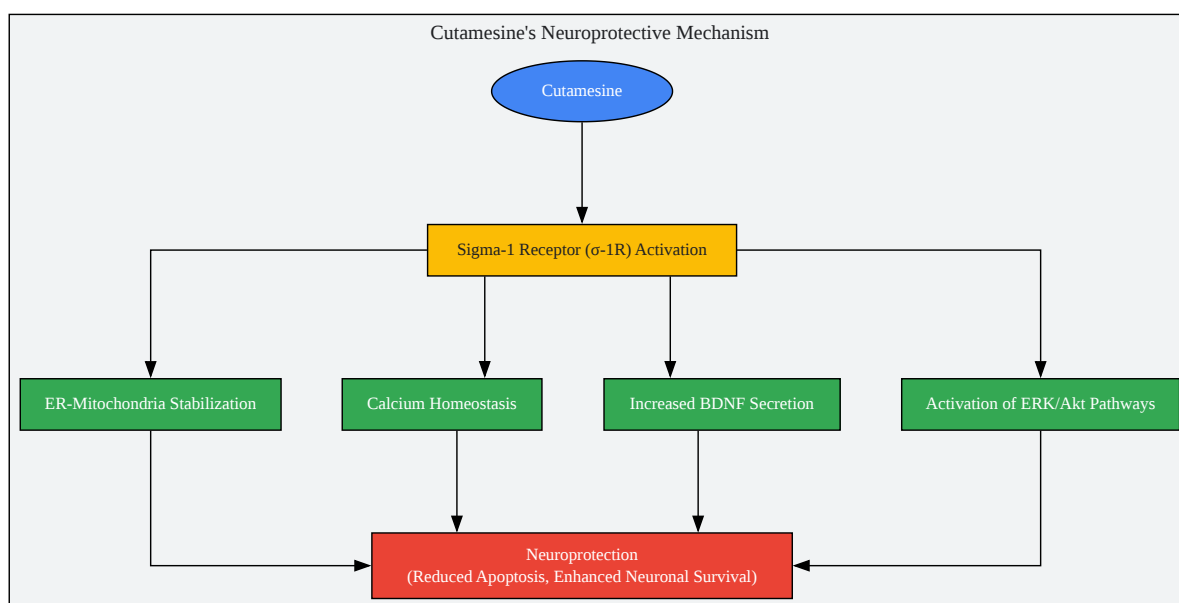 Cutamesine's Neuroprotective Mechanism
Cutamesine
Sigma-1 Receptor (σ-1R) Activation
ER-Mitochondria Stabilization
Calcium Homeostasis
Increased BDNF Secretion
Activation of ERK/Akt Pathways
Neuroprotection
(Reduced Apoptosis, Enhanced Neuronal Survival)